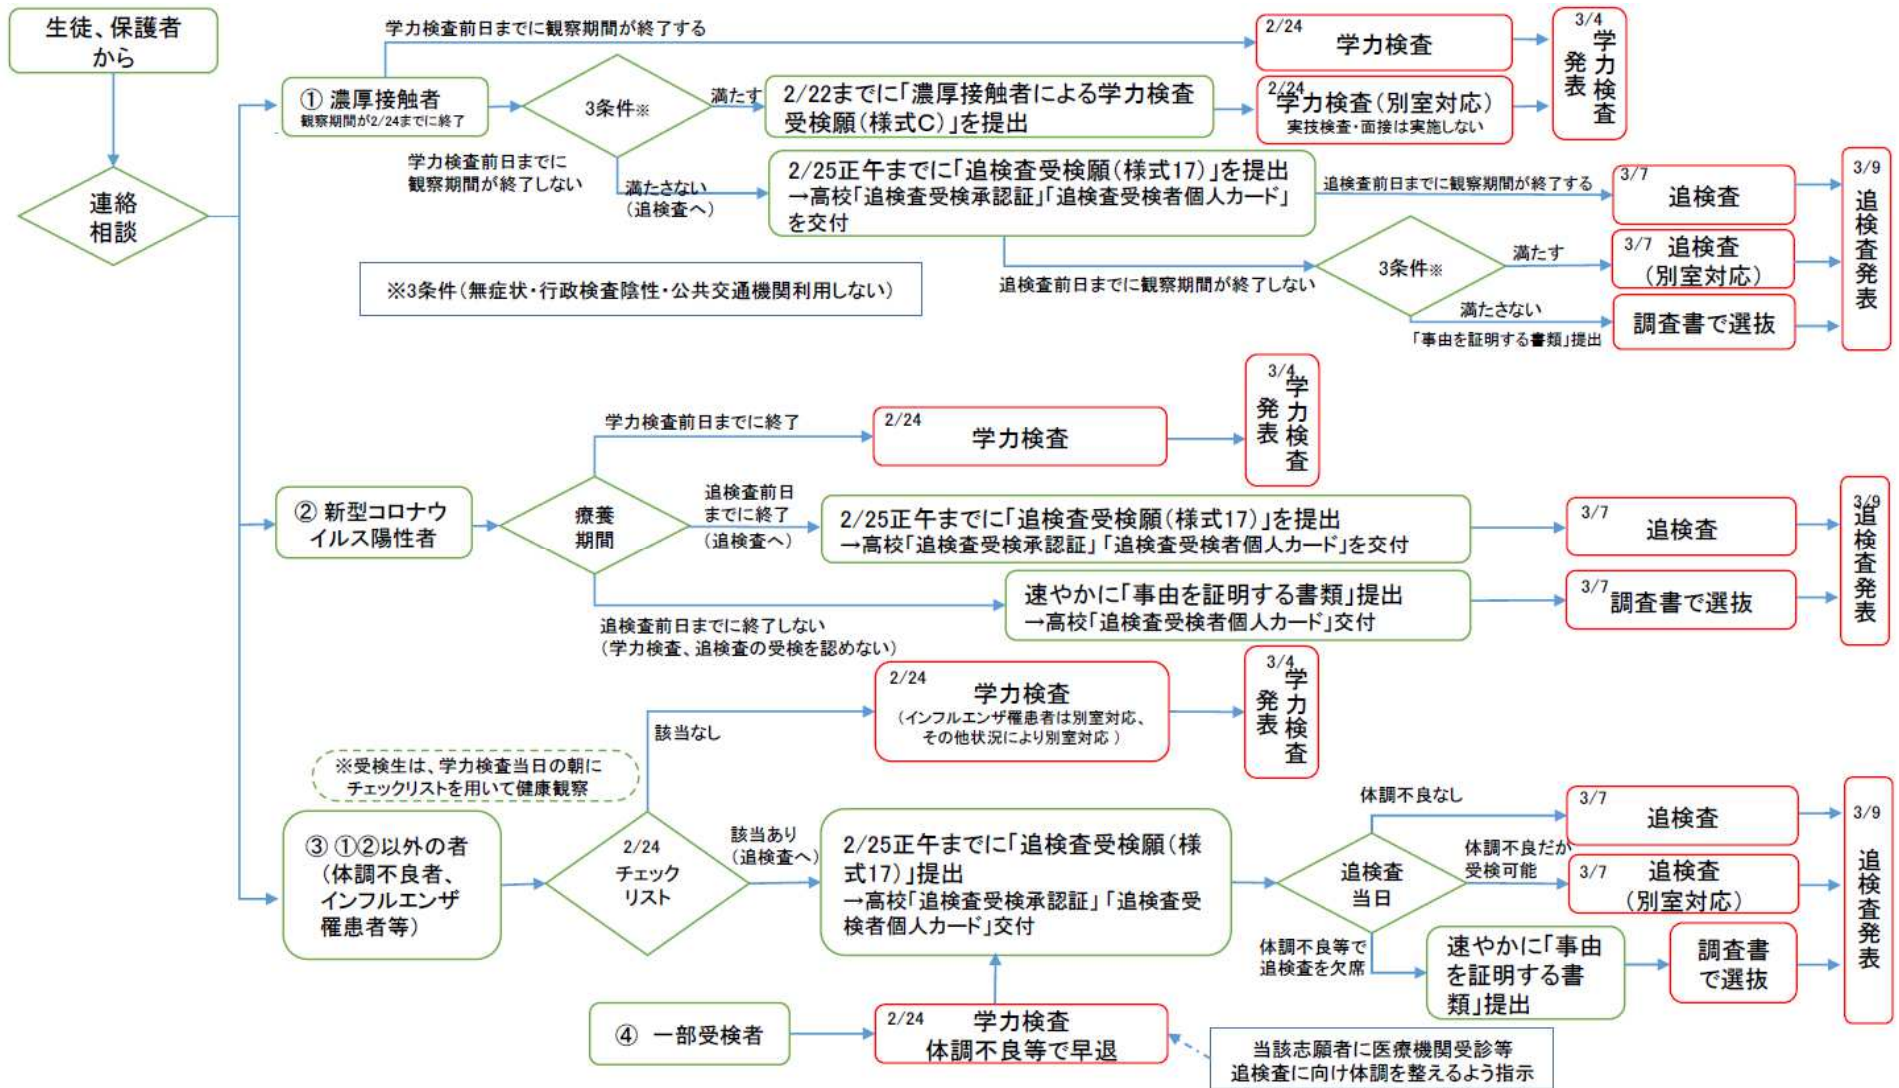 生徒、保護者
から
連絡
相談
学力検査前日までに観察期間が終了する
① 濃厚接触者
観察期間が2/24までに終了
3条件※
満たす
2/22までに「濃厚接触者による学力検査
受検願(様式C)」を提出
2/24
学力検査
2/24
学力検査(別室対応)
実技検査・面接は実施しない
3/4
学力検査
発表
学力検査前日までに
観察期間が終了しない
満たさない
(追検査へ)
2/25正午までに「追検査受検願(様式17)」を提出
→高校「追検査受検承認証」「追検査受検者個人カード」
を交付
追検査前日までに観察期間が終了する
3/7
追検査
追検査前日までに観察期間が終了しない
3条件※
満たす
3/7 追検査
(別室対応)
満たさない
「事由を証明する書類」提出
調査書で選抜
3/9
追検査発表
※3条件(無症状・行政検査陰性・公共交通機関利用しない)
② 新型コロナウ
イルス陽性者
療養
期間
学力検査前日までに終了
2/24
学力検査
3/4
学力検査
発表
追検査前日
までに終了
(追検査へ)
2/25正午までに「追検査受検願(様式17)」を提出
→高校「追検査受検承認証」「追検査受検者個人カード」を交付
3/7
追検査
追検査前日までに終了しない
(学力検査、追検査の受検を認めない)
速やかに「事由を証明する書類」提出
→高校「追検査受検者個人カード」交付
3/7
調査書で選抜
3/9
追検査発表
※受検生は、学力検査当日の朝に
チェックリストを用いて健康観察
③ ①②以外の者
(体調不良者、
インフルエンザ
罹患者等)
2/24
チェック
リスト
該当なし
2/24
学力検査
(インフルエンザ罹患者は別室対応、
その他状況により別室対応 )
3/4
学力検査
発表
該当あり
(追検査へ)
2/25正午までに「追検査受検願(様
式17)」提出
→高校「追検査受検承認証」「追検査受
検者個人カード」交付
追検査
当日
体調不良なし
3/7
追検査
体調不良だが
受検可能
3/7 追検査
(別室対応)
体調不良等で
追検査を欠席
速やかに「事由
を証明する書
類」提出
調査書
で選抜
3/9
追検査発表
④ 一部受検者
2/24
学力検査
体調不良等で早退
当該志願者に医療機関受診等
追検査に向け体調を整えるよう指示